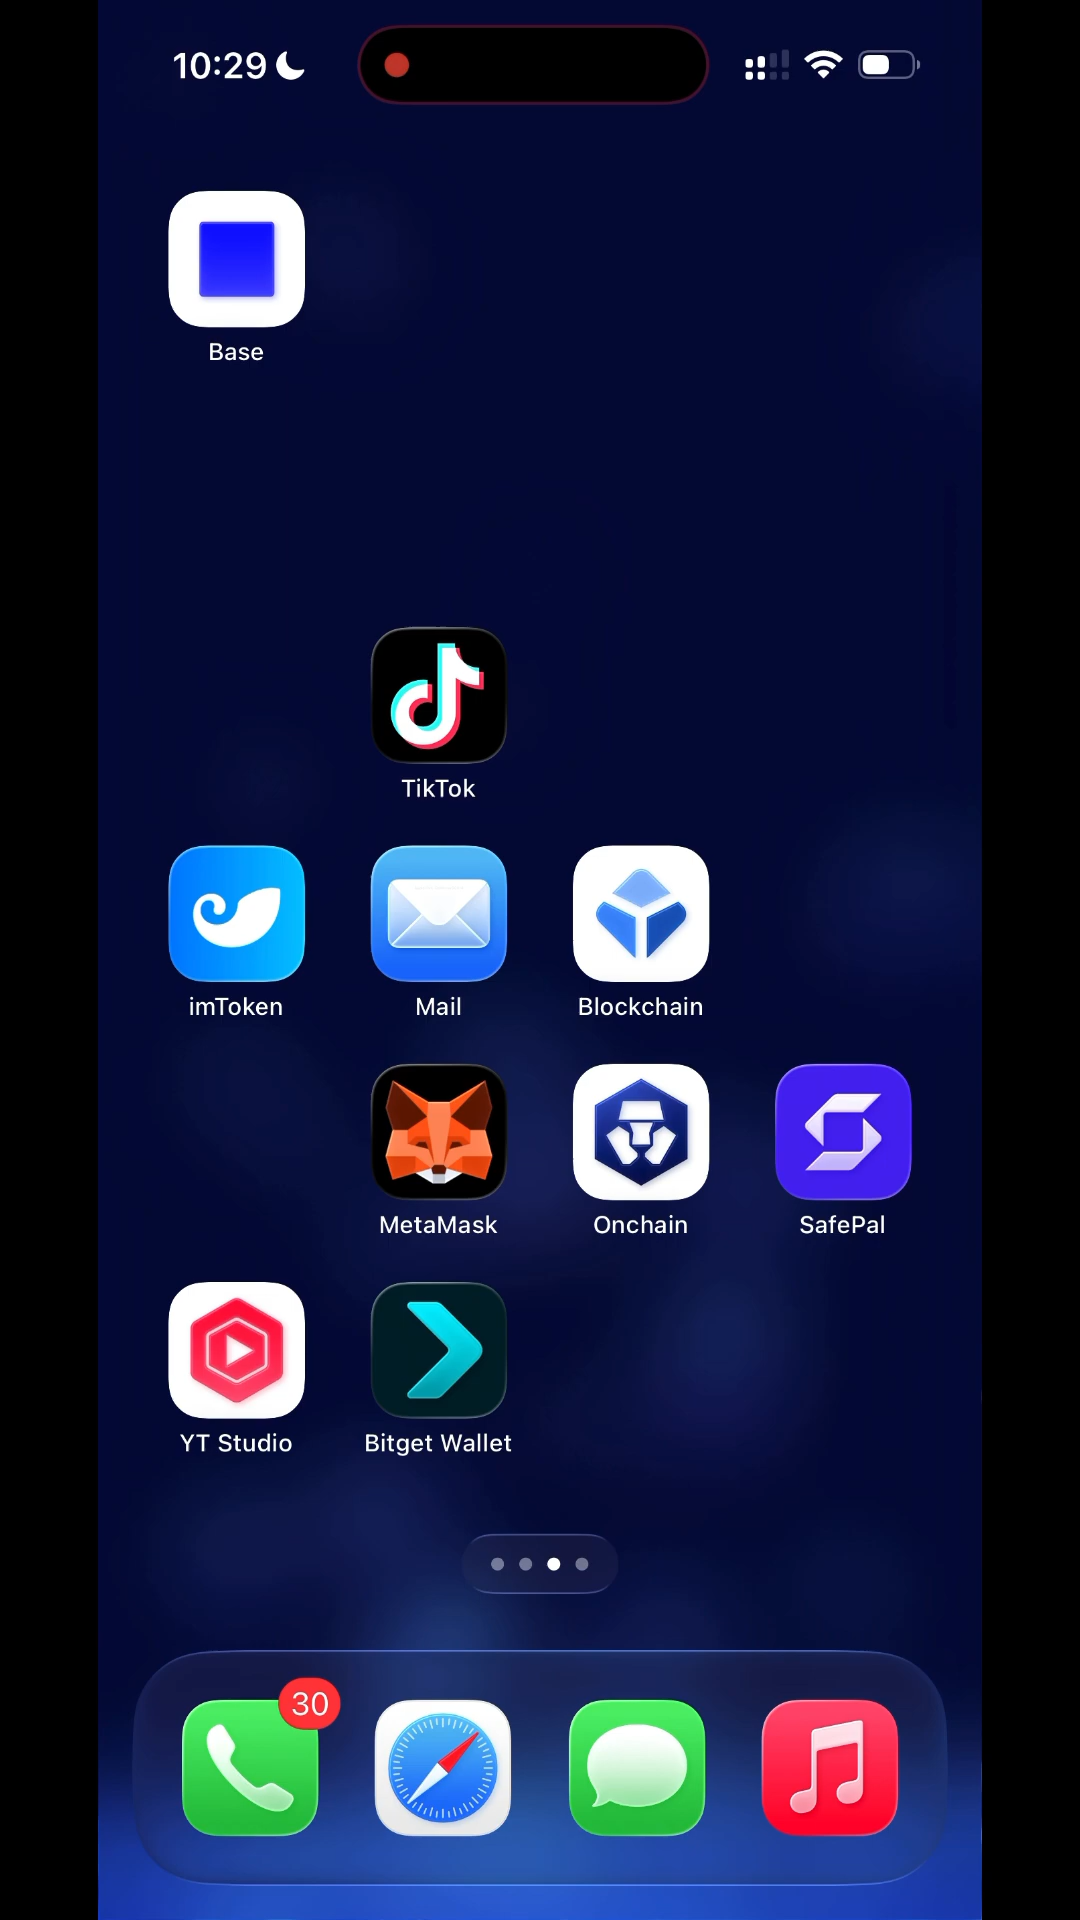 10:29
Base
TikTok
imToken
Mail
Blockchain
MetaMask
Onchain
SafePal
YT Studio
Bitget Wallet
30